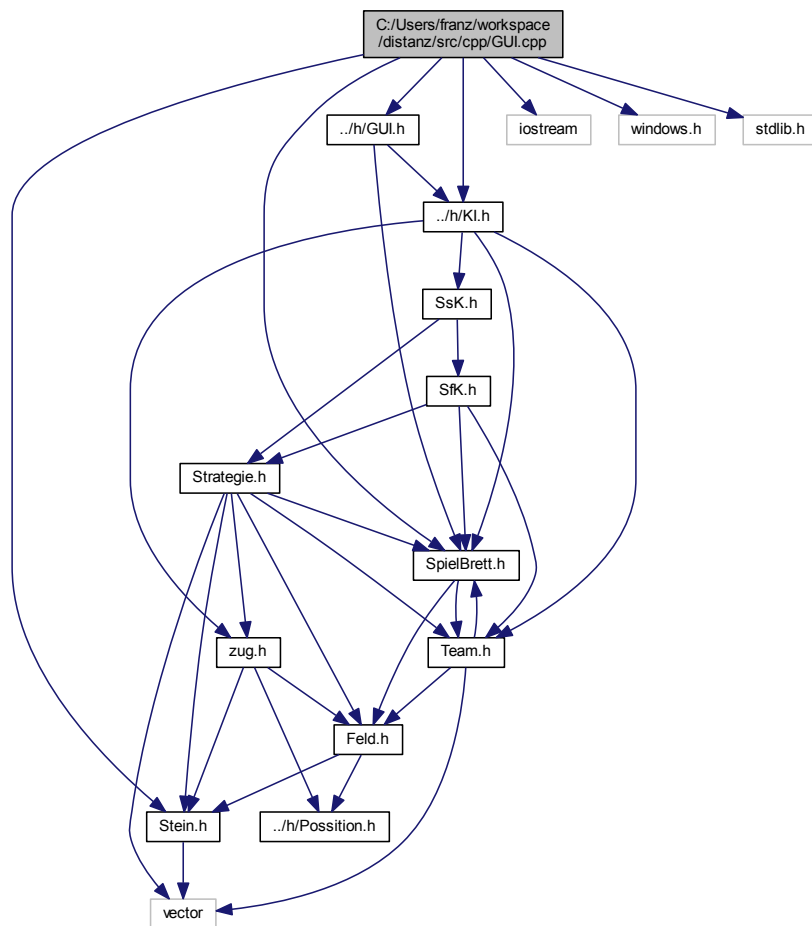 C:/Users/franz/workspace
/distanz/src/cpp/GUI.cpp
../h/GUI.h
iostream
windows.h
stdlib.h
../h/KI.h
SsK.h
SfK.h
Strategie.h
SpielBrett.h
zug.h
Team.h
Feld.h
Stein.h
../h/Possition.h
vector